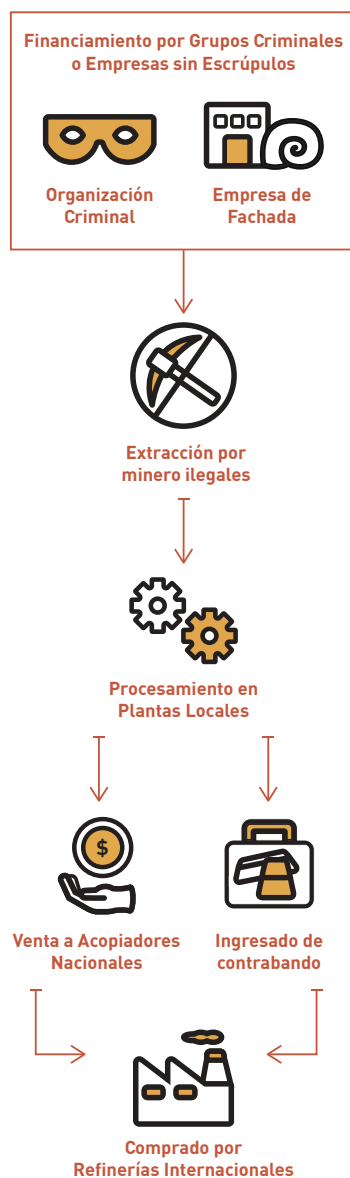 Financiamiento por Grupos Criminales
o Empresas sin Escrúpulos
Organización
Criminal
Empresa de
Fachada
Extracción por
minero ilegales
Procesamiento en
Plantas Locales
$
Venta a Acopiadores
Nacionales
Ingresado de
contrabando
Comprado por
Refinerías Internacionales